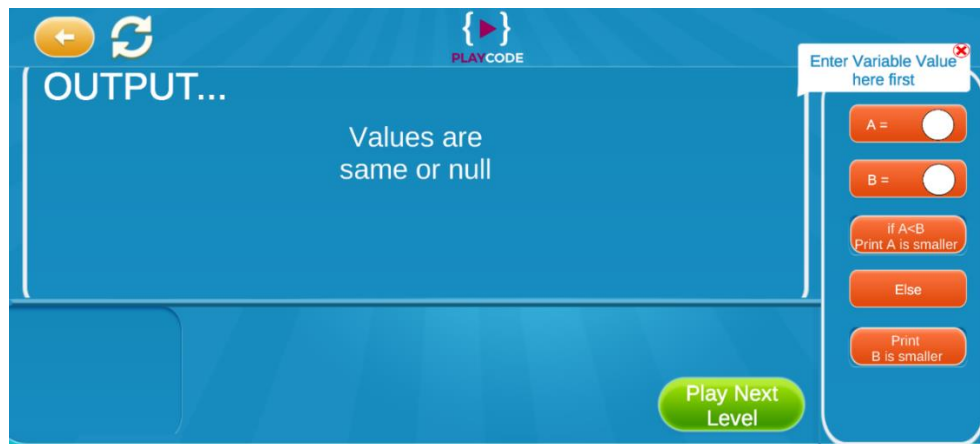 { }
PLAYCODE
OUTPUT...
Values are
same or null
Enter Variable Value
here first
A =
B =
if A<B
Print A is smaller
Else
Print
B is smaller
Play Next
Level